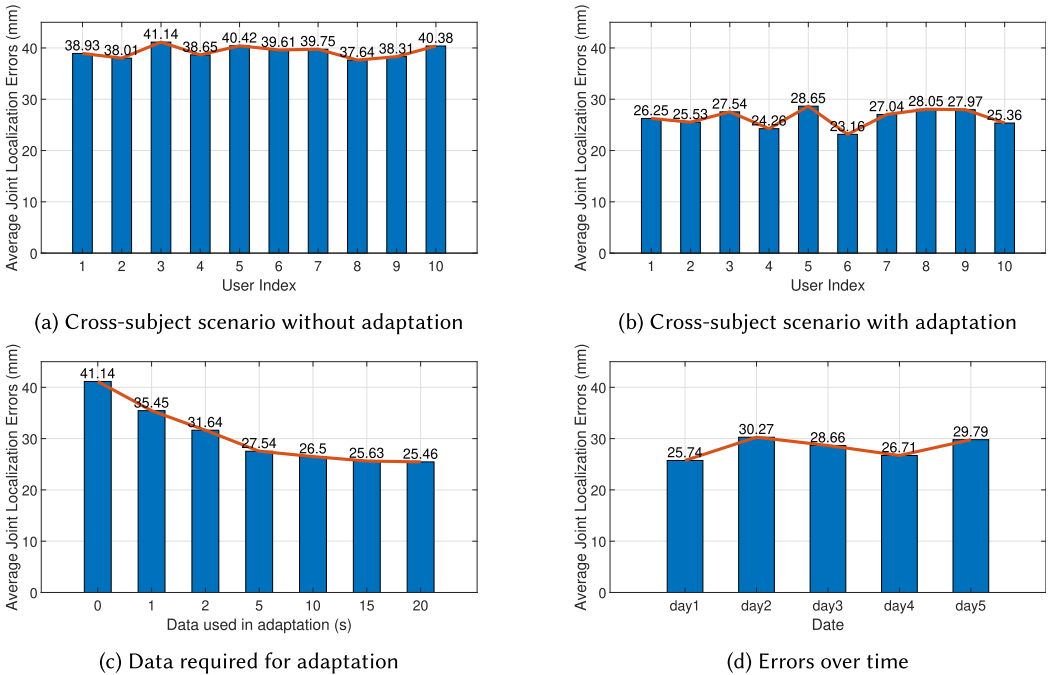 Average Joint Localization Errors (mm)
40
30
20
10
0
38.93 38.01 41.14 38.65 40.42 39.61 39.75 37.64 38.31 40.38
1 2 3 4 5 6 7 8 9 10
User Index
(a) Cross-subject scenario without adaptation
Average Joint Localization Errors (mm)
40
30
20
10
0
26.25 25.53 27.54 24.26 28.65 23.16 27.04 28.05 27.97 25.36
1 2 3 4 5 6 7 8 9 10
User Index
(b) Cross-subject scenario with adaptation
Average Joint Localization Errors (mm)
40
30
20
10
0
41.14 35.45 31.64 27.54 26.5 25.63 25.46
0 1 2 5 10 15 20
Data used in adaptation (s)
(c) Data required for adaptation
Average Joint Localization Errors (mm)
40
30
20
10
0
25.74 30.27 28.66 26.71 29.79
day1 day2 day3 day4 day5
Date
(d) Errors over time